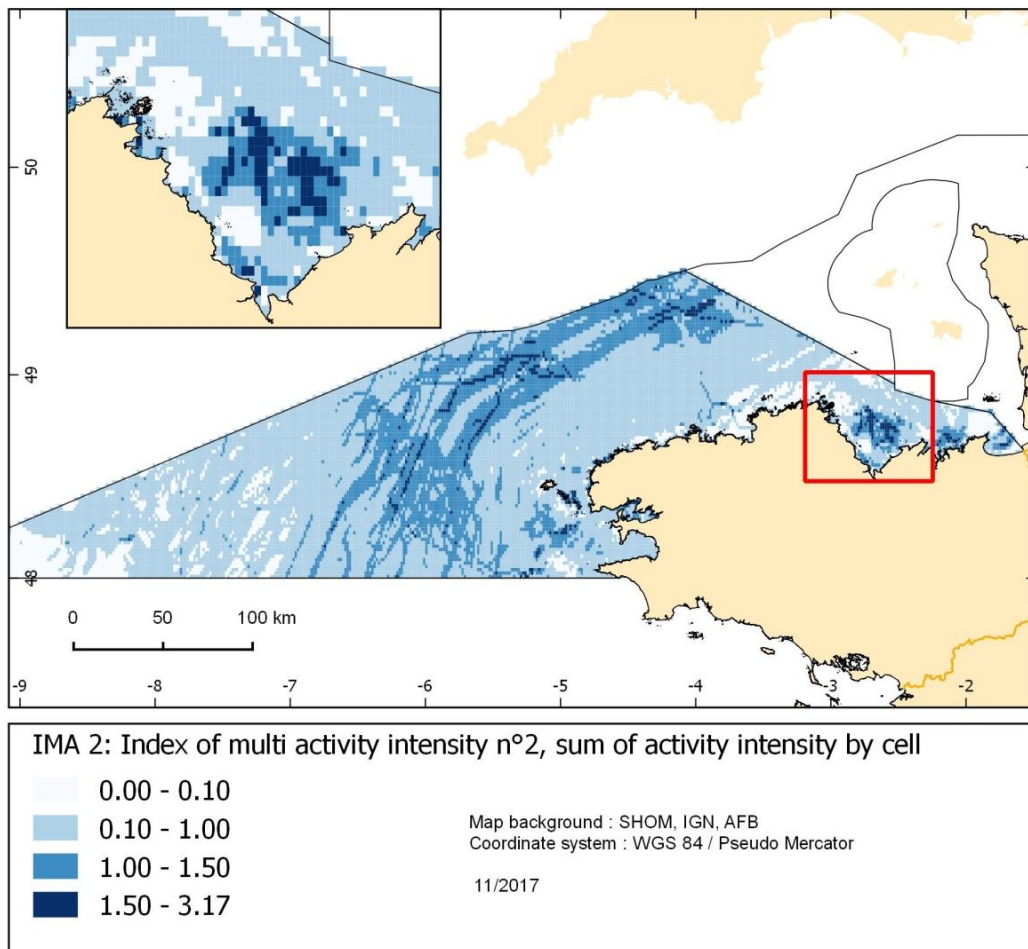 50
49
48
0 50 100 km
-9 -8 -7 -6 -5 -4 -3 -2
IMA 2: Index of multi activity intensity n°2, sum of activity intensity by cell
0.00 - 0.10
0.10 - 1.00
1.00 - 1.50
1.50 - 3.17
Map background : SHOM, IGN, AFB
Coordinate system : WGS 84 / Pseudo Mercator
11/2017